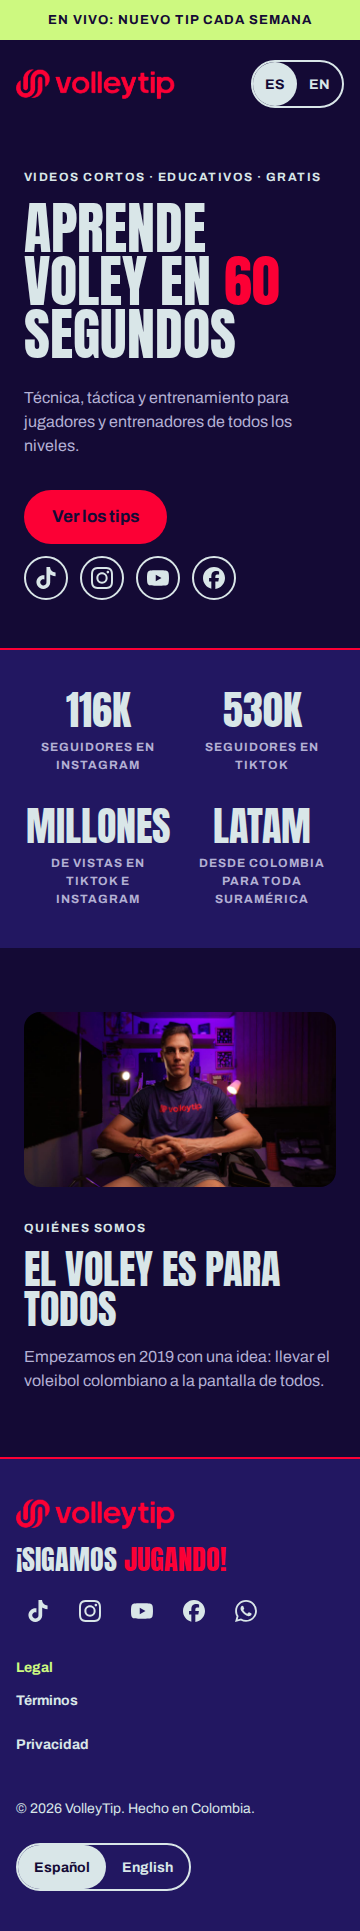 EN VIVO: NUEVO TIP CADA SEMANA
volleytip
ES EN
VIDEOS CORTOS · EDUCATIVOS · GRATIS
APRENDE
VOLEY EN 60
SEGUNDOS
Técnica, táctica y entrenamiento para
jugadores y entrenadores de todos los
niveles.
Ver los tips
116K
SEGUIDORES EN
INSTAGRAM
530K
SEGUIDORES EN
TIKTOK
MILLONES
DE VISTAS EN
TIKTOK E
INSTAGRAM
LATAM
DESDE COLOMBIA
PARA TODA
SURAMÉRICA
volleytip
QUIÉNES SOMOS
EL VOLEY ES PARA
TODOS
Empezamos en 2019 con una idea: llevar el
voleibol colombiano a la pantalla de todos.
volleytip
¡SIGAMOS JUGANDO!
Legal
Términos
Privacidad
© 2026 VolleyTip. Hecho en Colombia.
Español English